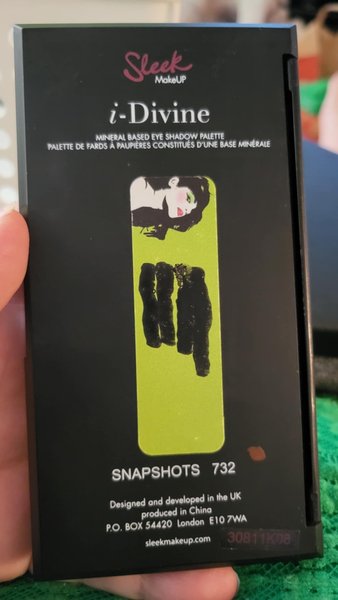 Sleek
MakeUP
i-Divine
MINERAL BASED EYE SHADOW PALETTE
PALETTE DE FARDS À PAUPIÈRES CONSTITUÉS D'UNE BASE MINÉRALE
SNAPSHOTS 732
Designed and developed in the UK
produced in China
P.O. BOX 54420 London E10 7WA
sleekmakeup.com
30811K08